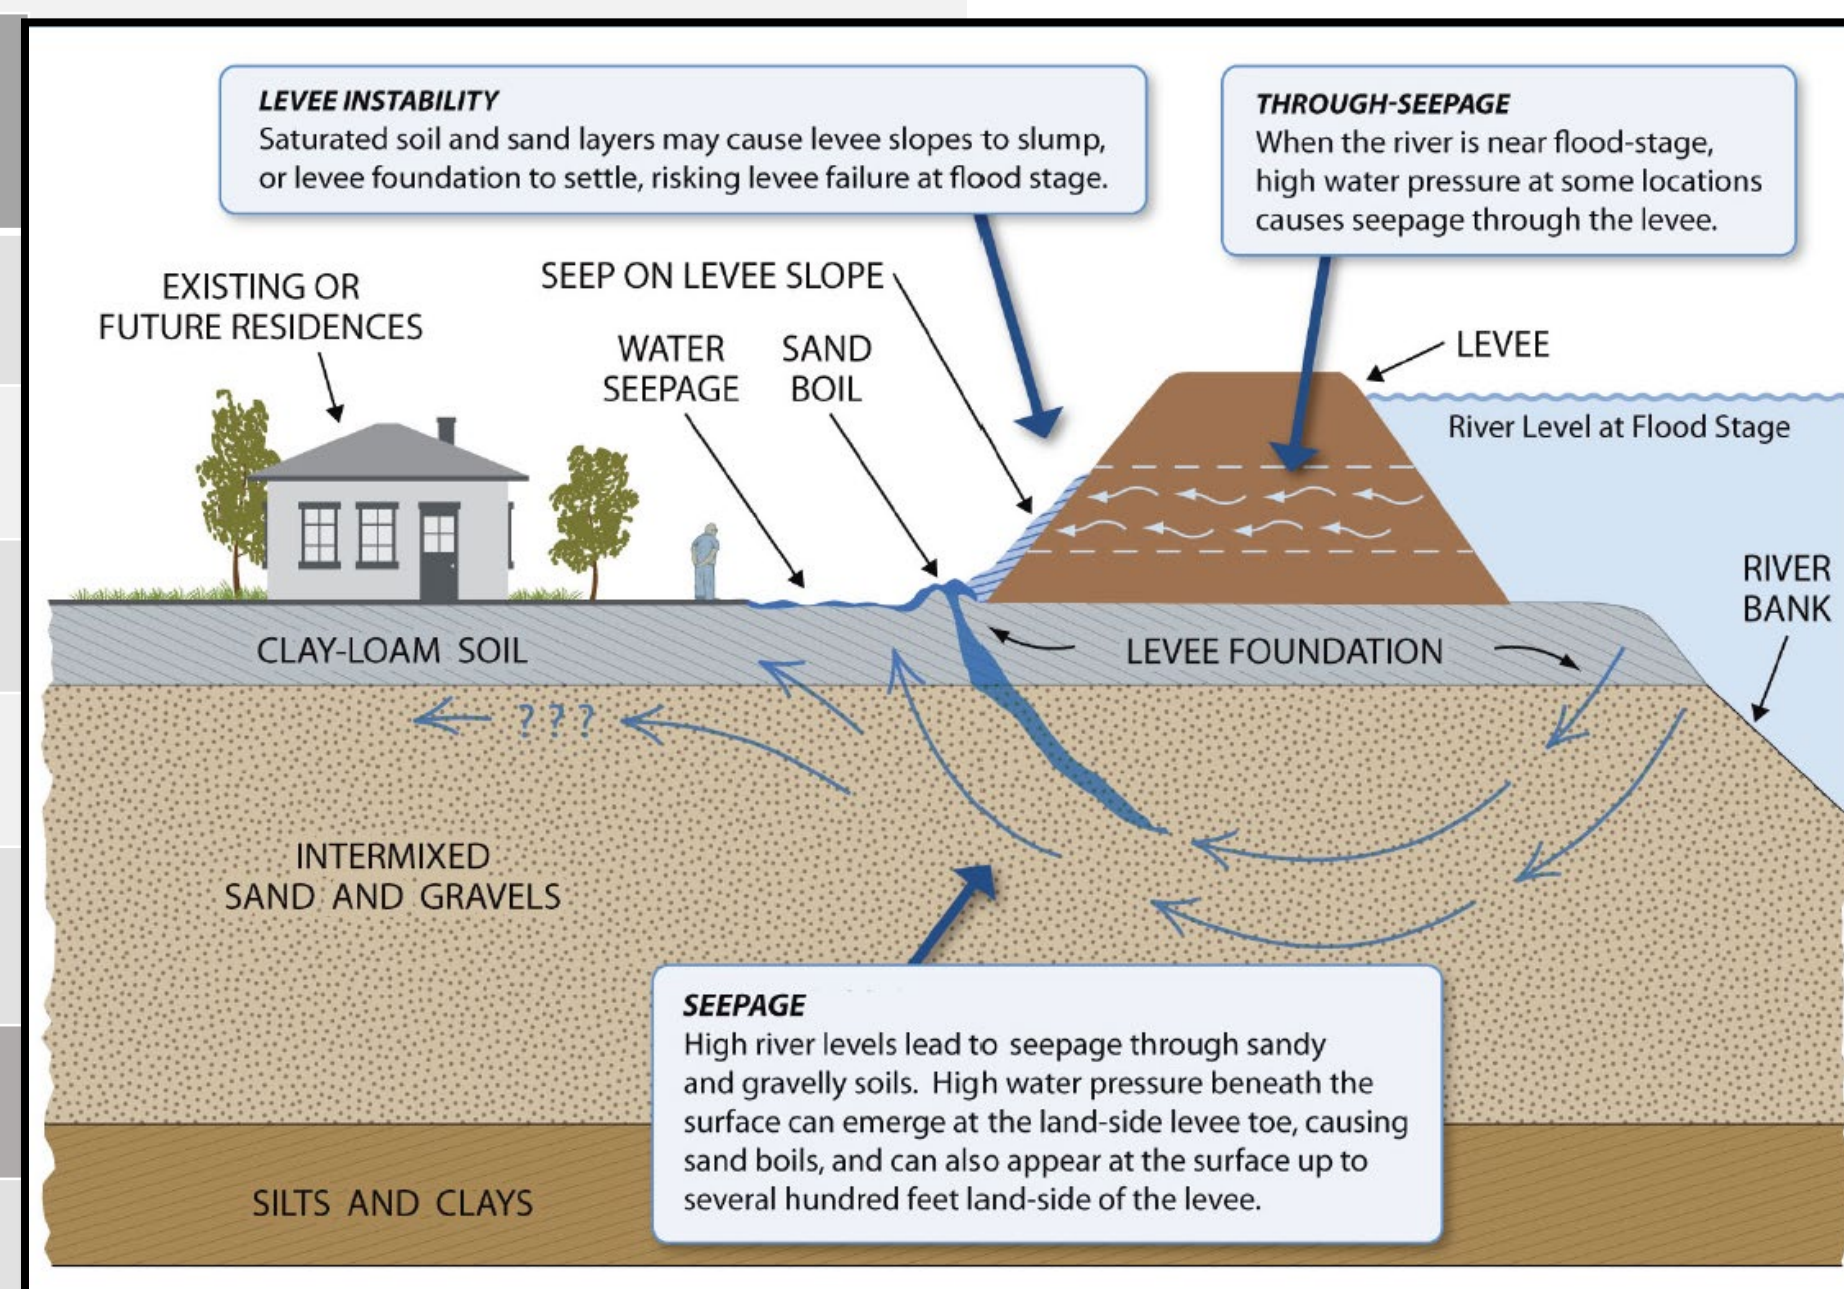 LEVEE INSTABILITY
Saturated soil and sand layers may cause levee slopes to slump,
or levee foundation to settle, risking levee failure at flood stage.
THROUGH-SEEPAGE
When the river is near flood-stage,
high water pressure at some locations
causes seepage through the levee.
EXISTING OR
FUTURE RESIDENCES
SEEP ON LEVEE SLOPE
WATER
SEEPAGE
SAND
BOIL
LEVEE
River Level at Flood Stage
RIVER
BANK
CLAY-LOAM SOIL
LEVEE FOUNDATION
???
INTERMIXED
SAND AND GRAVELS
SEEPAGE
High river levels lead to seepage through sandy
and gravelly soils. High water pressure beneath the
surface can emerge at the land-side levee toe, causing
sand boils, and can also appear at the surface up to
several hundred feet land-side of the levee.
SILTS AND CLAYS